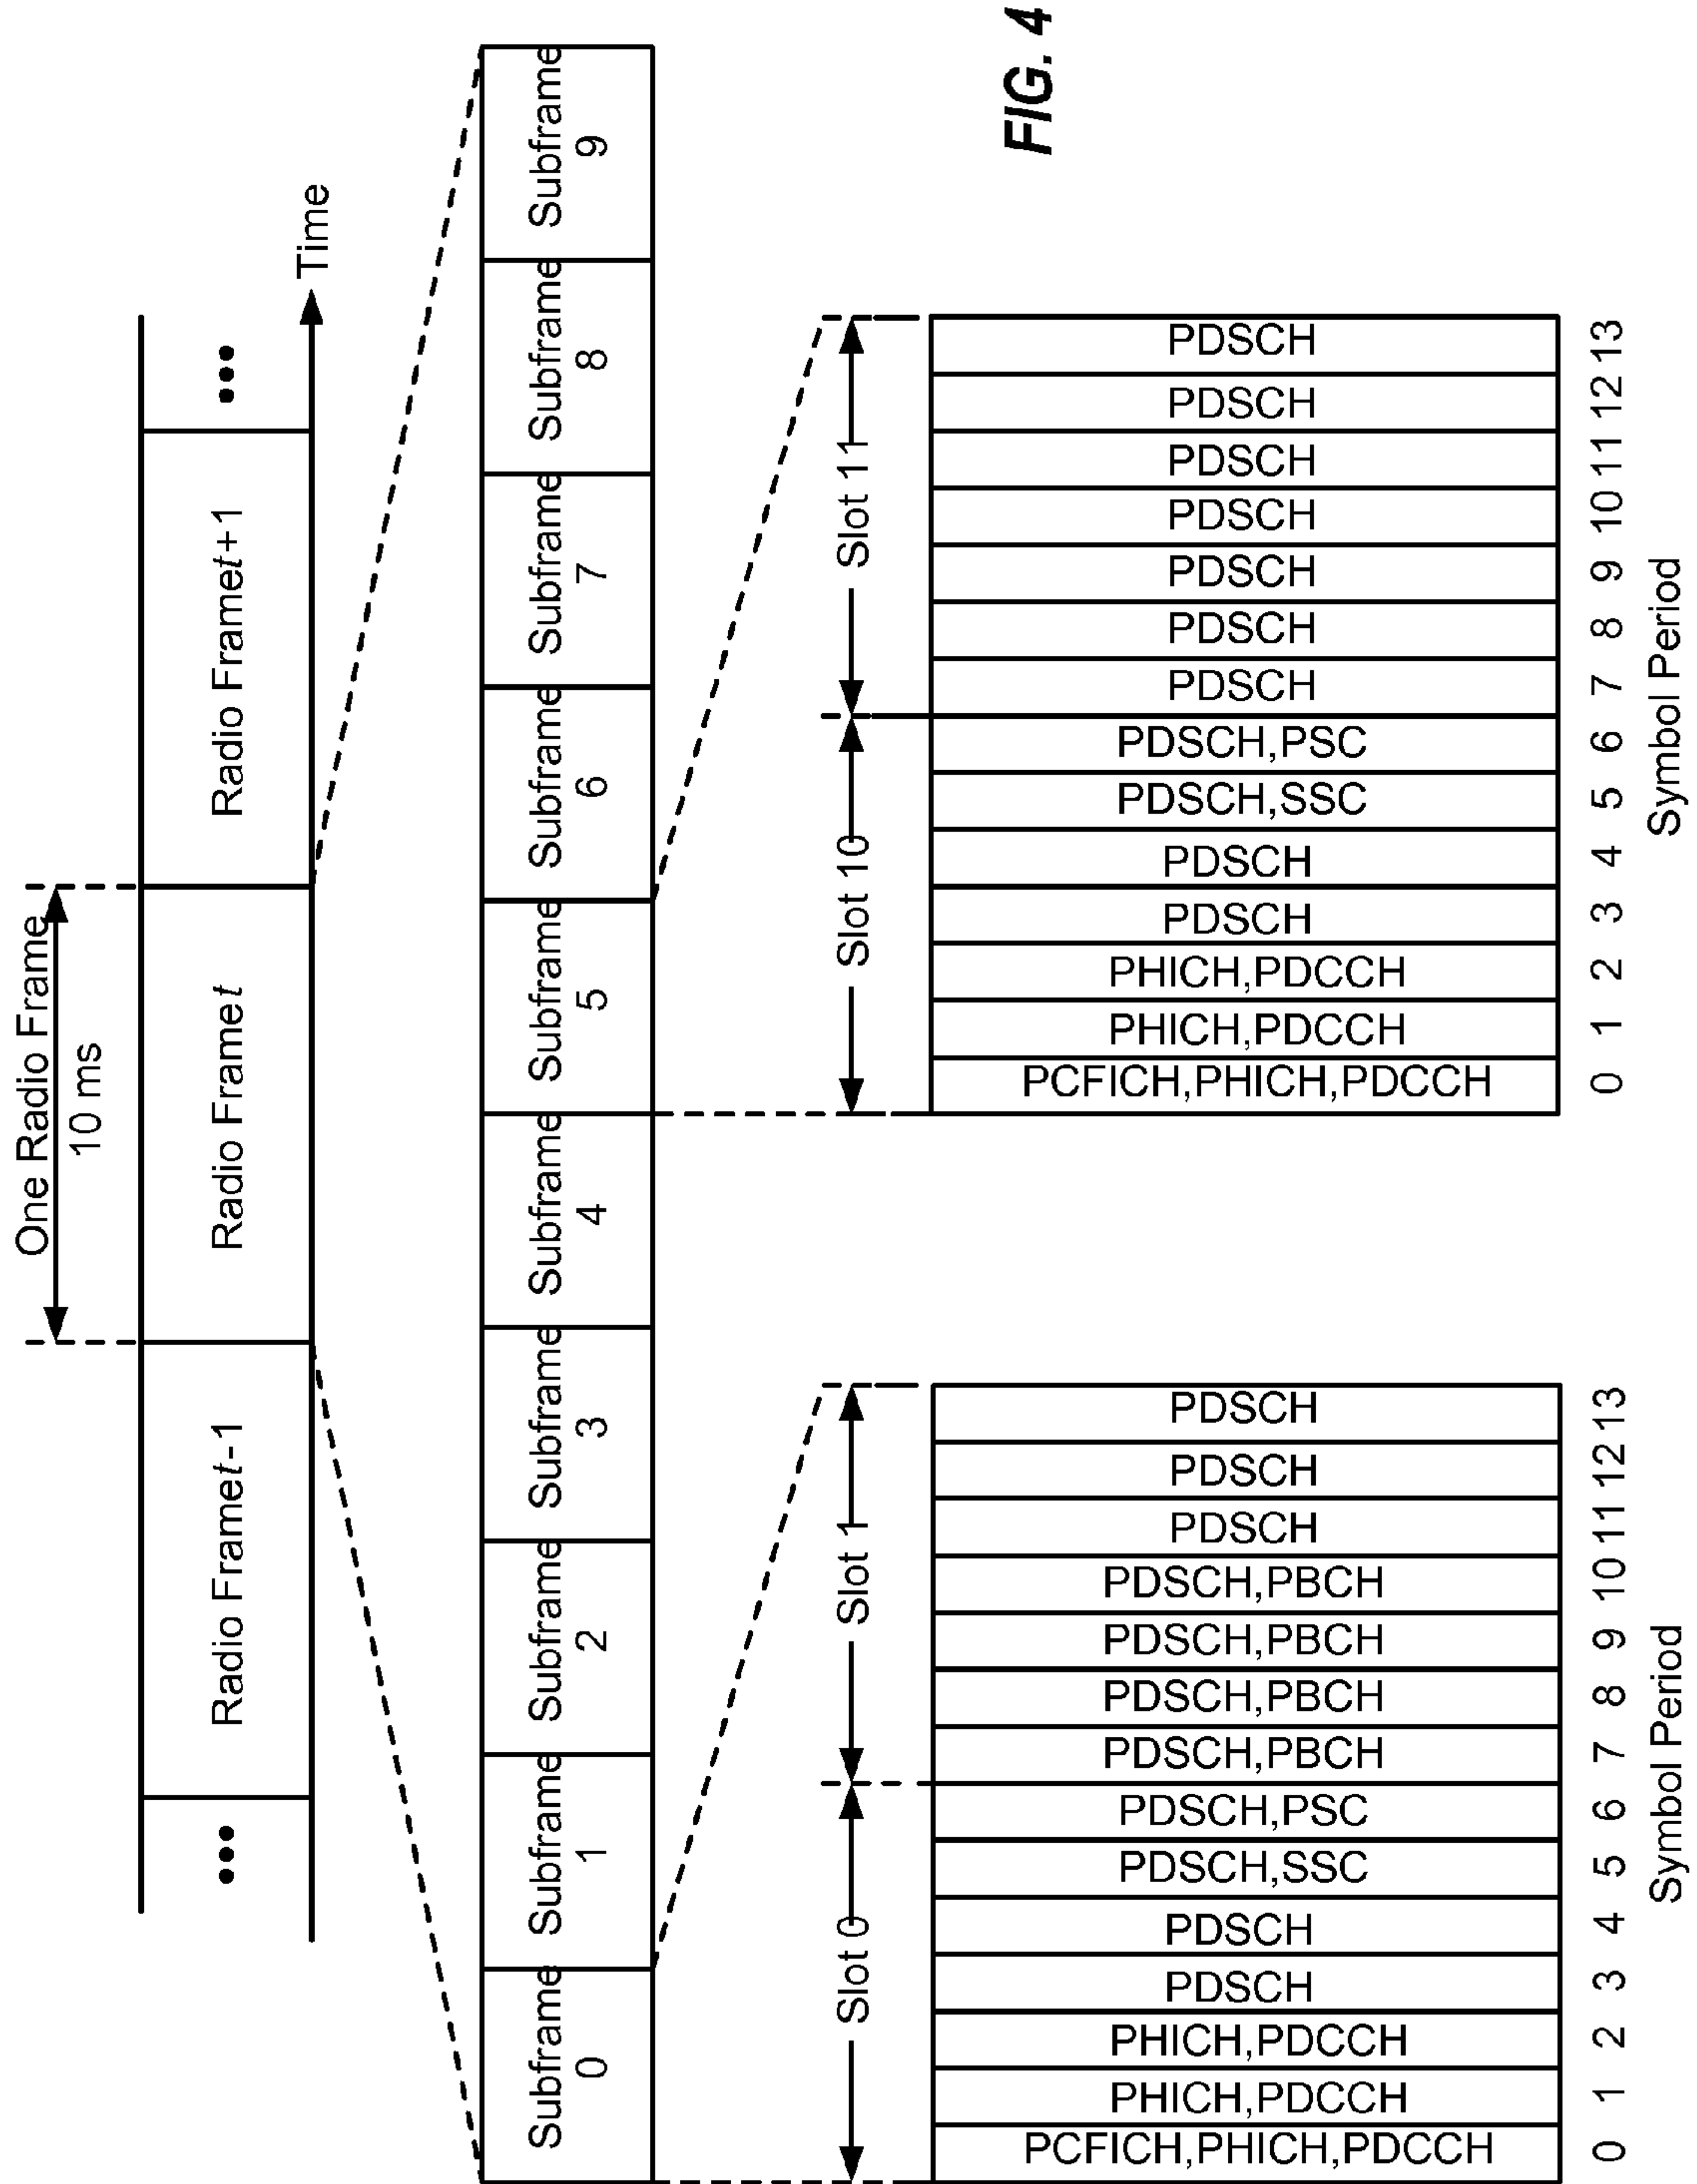 One Radio Frame
10 ms
••• Radio Frame t-1 Radio Frame t Radio Frame t+1 •••
Time
Subframe 0
Subframe 1
Subframe 2
Subframe 3
Subframe 4
Subframe 5
Subframe 6
Subframe 7
Subframe 8
Subframe 9
Slot 0
Slot 1
PCFICH,PHICH,PDCCH
PHICH,PDCCH
PHICH,PDCCH
PDSCH
PDSCH
PDSCH,SSC
PDSCH,PSC
PDSCH,PBCH
PDSCH,PBCH
PDSCH,PBCH
PDSCH,PBCH
PDSCH
PDSCH
PDSCH
0 1 2 3 4 5 6 7 8 9 10 11 12 13
Symbol Period
Slot 10
Slot 11
PCFICH,PHICH,PDCCH
PHICH,PDCCH
PHICH,PDCCH
PDSCH
PDSCH
PDSCH,SSC
PDSCH,PSC
PDSCH
PDSCH
PDSCH
PDSCH
PDSCH
PDSCH
PDSCH
0 1 2 3 4 5 6 7 8 9 10 11 12 13
Symbol Period
FIG. 4